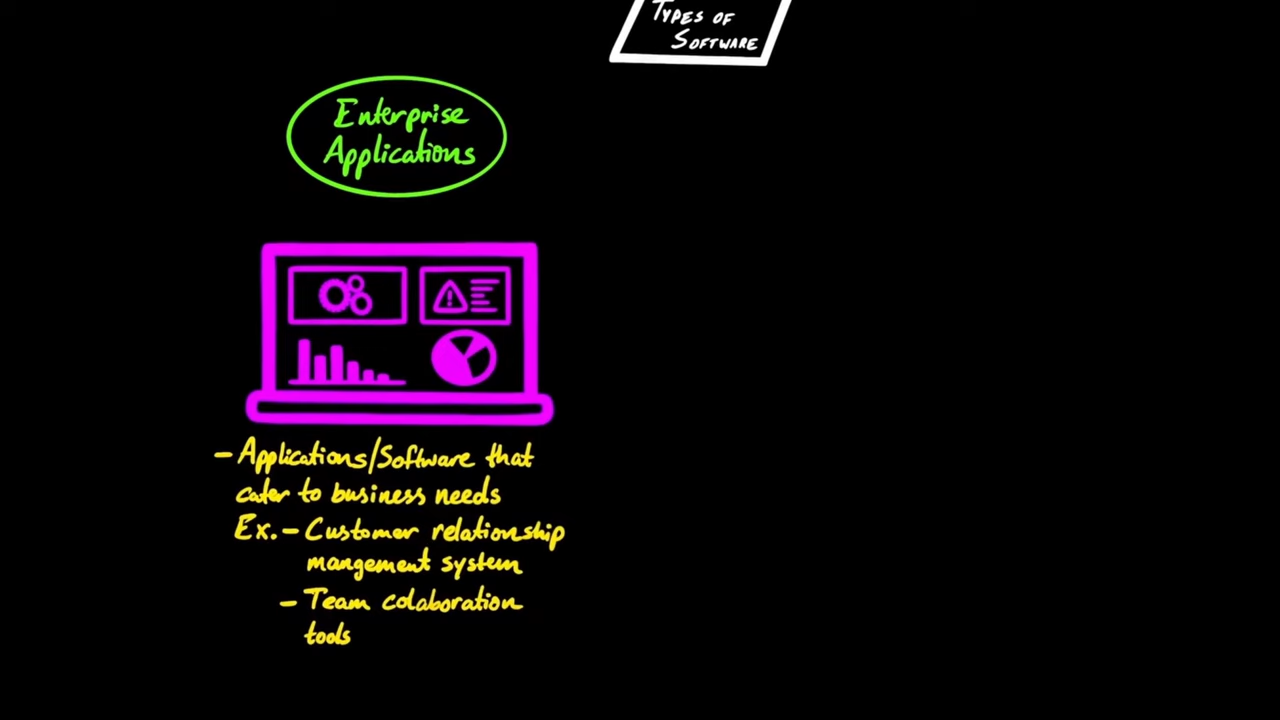 Types of
Software
Enterprise
Applications
- Applications/Software that
cater to business needs
Ex. - Customer relationship
mangement system
- Team colaboration
tools